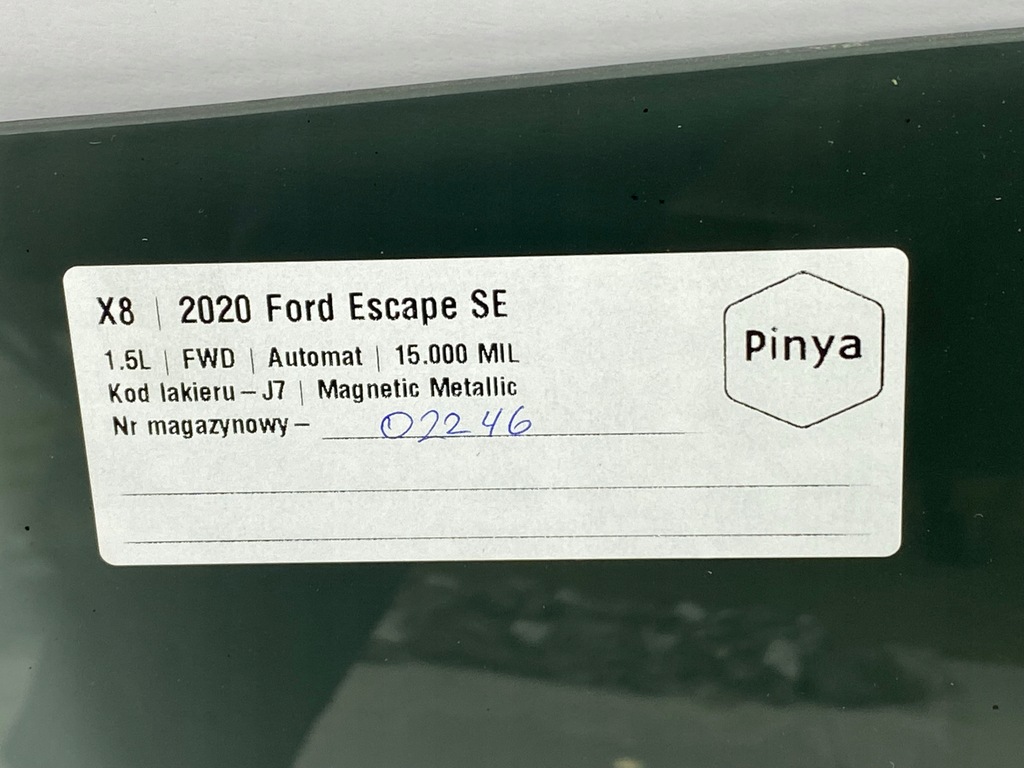 X8 | 2020 Ford Escape SE
1.5L | FWD | Automat | 15.000 MIL
Kod lakieru – J7 | Magnetic Metallic
Nr magazynowy – 02246
Pinya